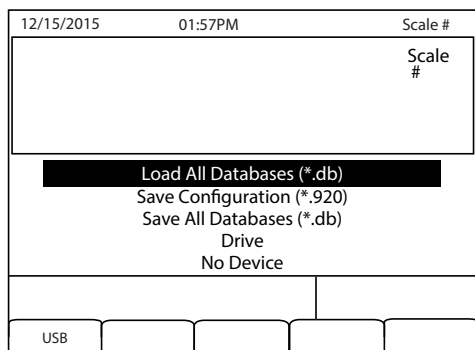 12/15/2015 01:57PM Scale #
Scale
#
Load All Databases (*.db)
Save Configuration (*.920)
Save All Databases (*.db)
Drive
No Device
USB